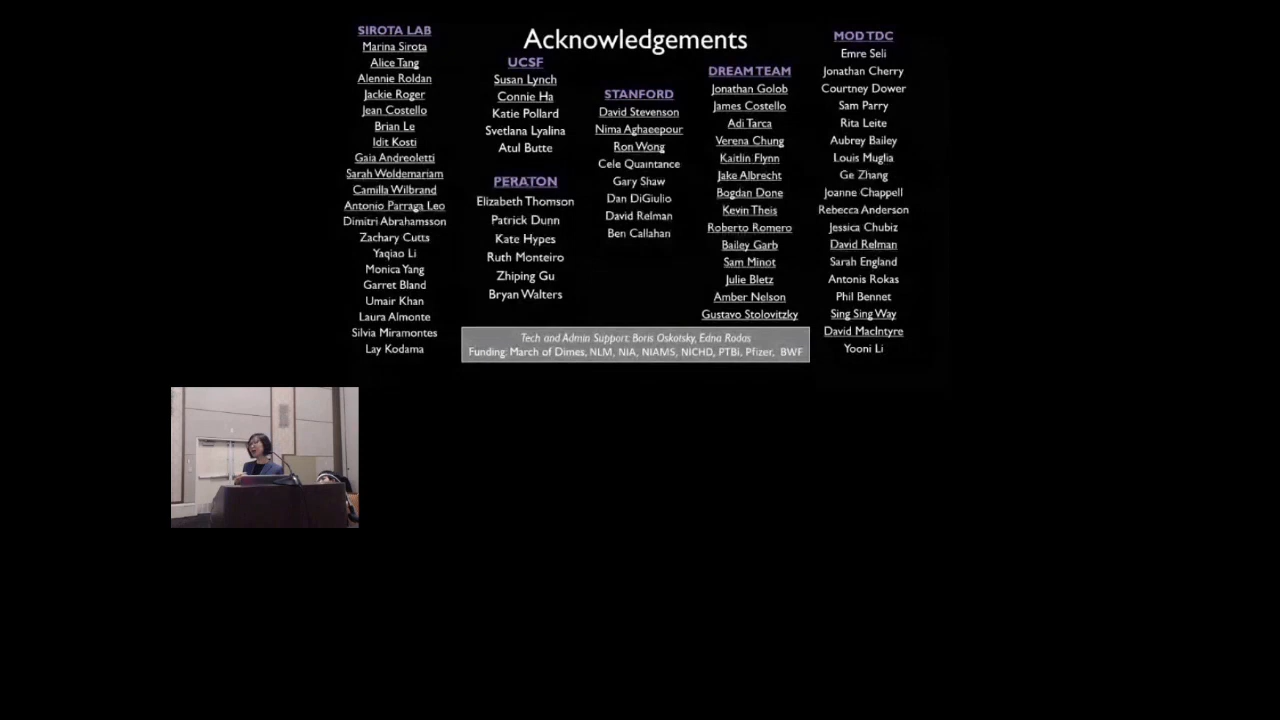 Acknowledgements
SIROTA LAB
Marina Sirota
Alice Tang
Alennie Roldan
Jackie Roger
Jean Costello
Brian Le
Idit Kosti
Gaia Andreoletti
Sarah Woldemariam
Camilla Wilbrand
Antonio Parraga Leo
Dimitri Abrahamsson
Zachary Cutts
Yaqiao Li
Monica Yang
Garret Bland
Umair Khan
Laura Almonte
Silvia Miramontes
Lay Kodama
UCSF
Susan Lynch
Connie Ha
Katie Pollard
Svetlana Lyalina
Atul Butte
PERATON
Elizabeth Thomson
Patrick Dunn
Kate Hypes
Ruth Monteiro
Zhiping Gu
Bryan Walters
STANFORD
David Stevenson
Nima Aghaeepour
Ron Wong
Cele Quaintance
Gary Shaw
Dan DiGiulio
David Relman
Ben Callahan
DREAM TEAM
Jonathan Golob
James Costello
Adi Tarca
Verena Chung
Kaitlin Flynn
Jake Albrecht
Bogdan Done
Kevin Theis
Roberto Romero
Bailey Garb
Sam Minot
Julie Bletz
Amber Nelson
Gustavo Stolovitzky
MOD TDC
Emre Seli
Jonathan Cherry
Courtney Dower
Sam Parry
Rita Leite
Aubrey Bailey
Louis Muglia
Ge Zhang
Joanne Chappell
Rebecca Anderson
Jessica Chubiz
David Relman
Sarah England
Antonis Rokas
Phil Bennet
Sing Sing Way
David MacIntyre
Yooni Li
Tech and Admin Support: Boris Oskotsky, Edna Rodas
Funding: March of Dimes, NLM, NIA, NIAMS, NICHD, PTBi, Pfizer, BWF